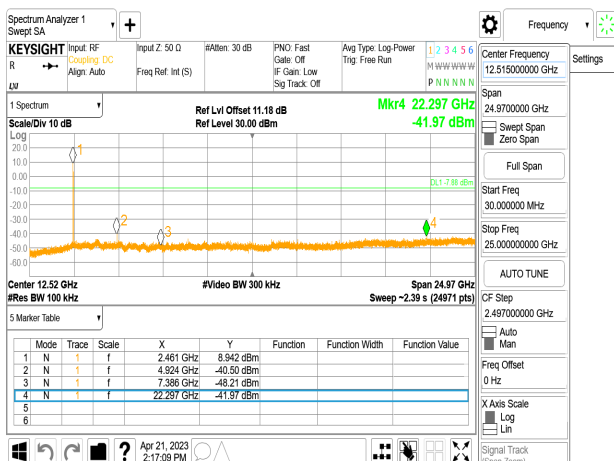 Spectrum Analyzer 1
Swept SA
Frequency
KEYSIGHT
R
Input: RF
Coupling: DC
Align: Auto
Input Z: 50 Ω
Freq Ref: Int (S)
#Atten: 30 dB
PNO: Fast
Gate: Off
IF Gain: Low
Sig Track: Off
Avg Type: Log-Power
Trig: Free Run
1 2 3 4 5 6
M W W W W W
P N N N N N
LXI
1 Spectrum
Scale/Div 10 dB
Ref Lvl Offset 11.18 dB
Ref Level 30.00 dBm
Mkr4 22.297 GHz
-41.97 dBm
Log
20.0
10.0
0.00
-10.0
-20.0
-30.0
-40.0
-50.0
-60.0
1
2
3
4
Center 12.52 GHz
#Res BW 100 kHz
#Video BW 300 kHz
Span 24.97 GHz
Sweep ~2.39 s (24971 pts)
5 Marker Table
Mode Trace Scale X Y Function Function Width Function Value
1 N 1 f 2.461 GHz 8.942 dBm
2 N 1 f 4.924 GHz -40.50 dBm
3 N 1 f 7.386 GHz -48.21 dBm
4 N 1 f 22.297 GHz -41.97 dBm
5
6
Apr 21, 2023
2:17:09 PM
Center Frequency
12.515000000 GHz
Settings
Span
24.9700000 GHz
Swept Span
Zero Span
Full Span
Start Freq
30.000000 MHz
Stop Freq
25.000000000 GHz
AUTO TUNE
CF Step
2.497000000 GHz
Auto
Man
Freq Offset
0 Hz
X Axis Scale
Log
Lin
Signal Track
(Span Zoom)